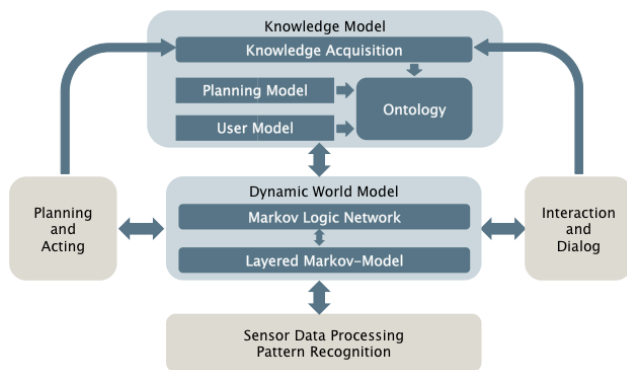 Knowledge Model
Knowledge Acquisition
Planning Model
User Model
Ontology
Dynamic World Model
Markov Logic Network
Layered Markov-Model
Planning
and
Acting
Interaction
and
Dialog
Sensor Data Processing
Pattern Recognition